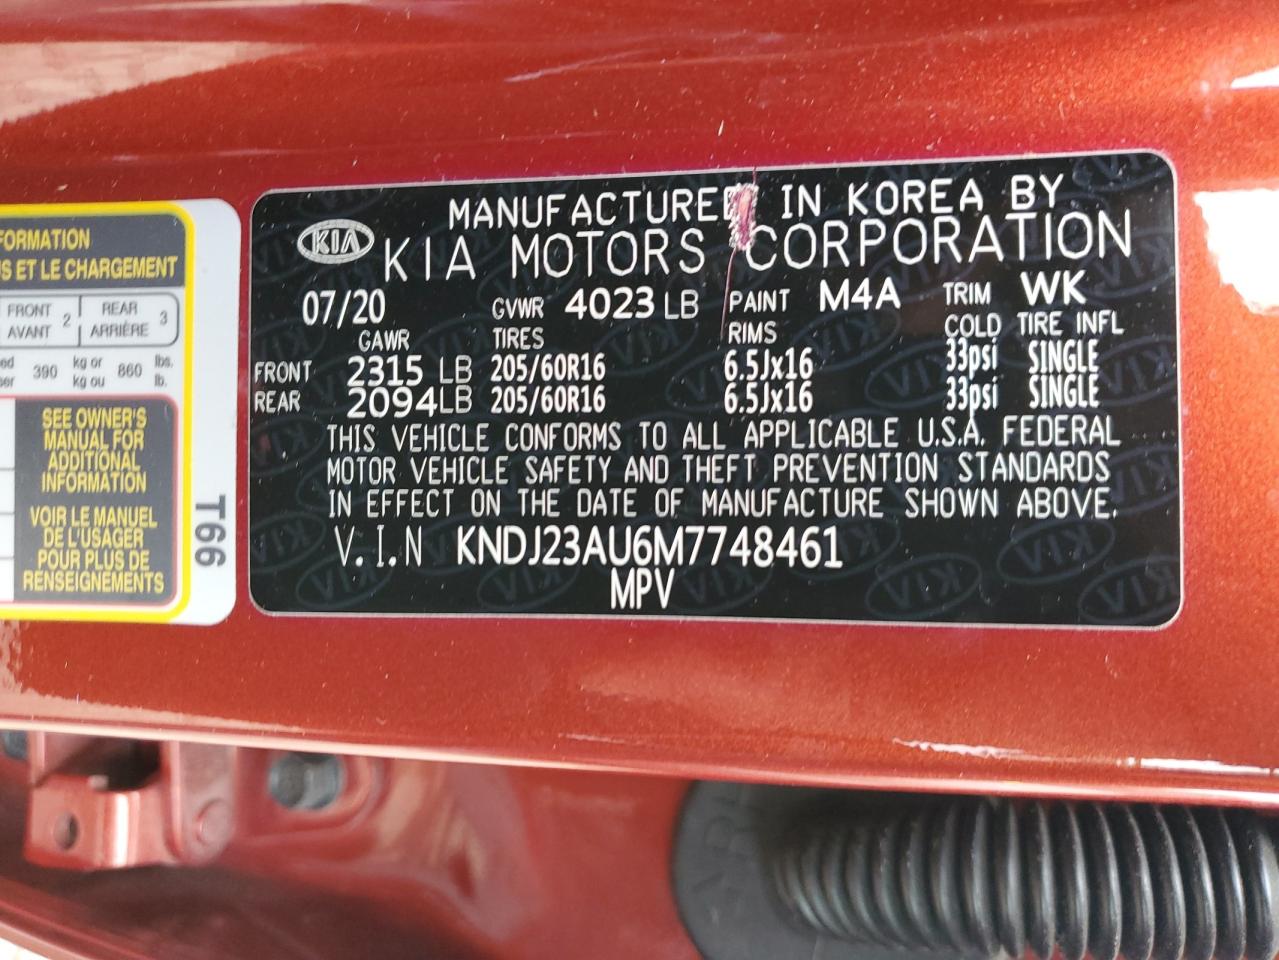 FORMATION
US ET LE CHARGEMENT
FRONT 2 REAR 3
AVANT ARRIÈRE
390 kg or 860 lbs.
kg ou lb.
SEE OWNER'S
MANUAL FOR
ADDITIONAL
INFORMATION
VOIR LE MANUEL
DE L'USAGER
POUR PLUS DE
RENSEIGNEMENTS
T66
MANUFACTURED IN KOREA BY
KIA KIA MOTORS CORPORATION
07/20 GVWR 4023 LB PAINT M4A TRIM WK
GAWR TIRES RIMS COLD TIRE INFL
FRONT 2315 LB 205/60R16 6.5Jx16 33psi SINGLE
REAR 2094LB 205/60R16 6.5Jx16 33psi SINGLE
THIS VEHICLE CONFORMS TO ALL APPLICABLE U.S.A. FEDERAL
MOTOR VEHICLE SAFETY AND THEFT PREVENTION STANDARDS
IN EFFECT ON THE DATE OF MANUFACTURE SHOWN ABOVE.
V.I.N KNDJ23AU6M7748461
MPV